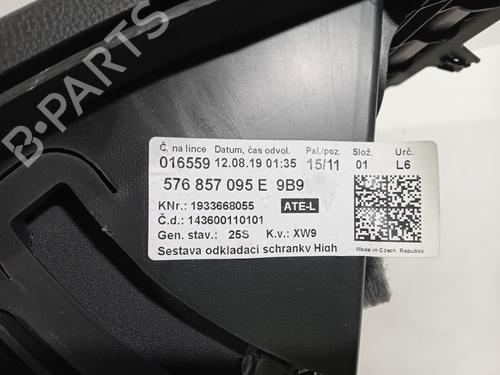 Č. na lince Datum, čas odvol. Pal./poz. Slož. Urč.
016559 12.08.19 01:35 15/11 01 L6
576 857 095 E 9B9
KNr.: 1933668055 ATE-L
Č.d.: 143600110101
Gen. stav.: 25S K.v.: XW9
Made in Czech Republic
Sestava odkládací schránky High
B-PARTS